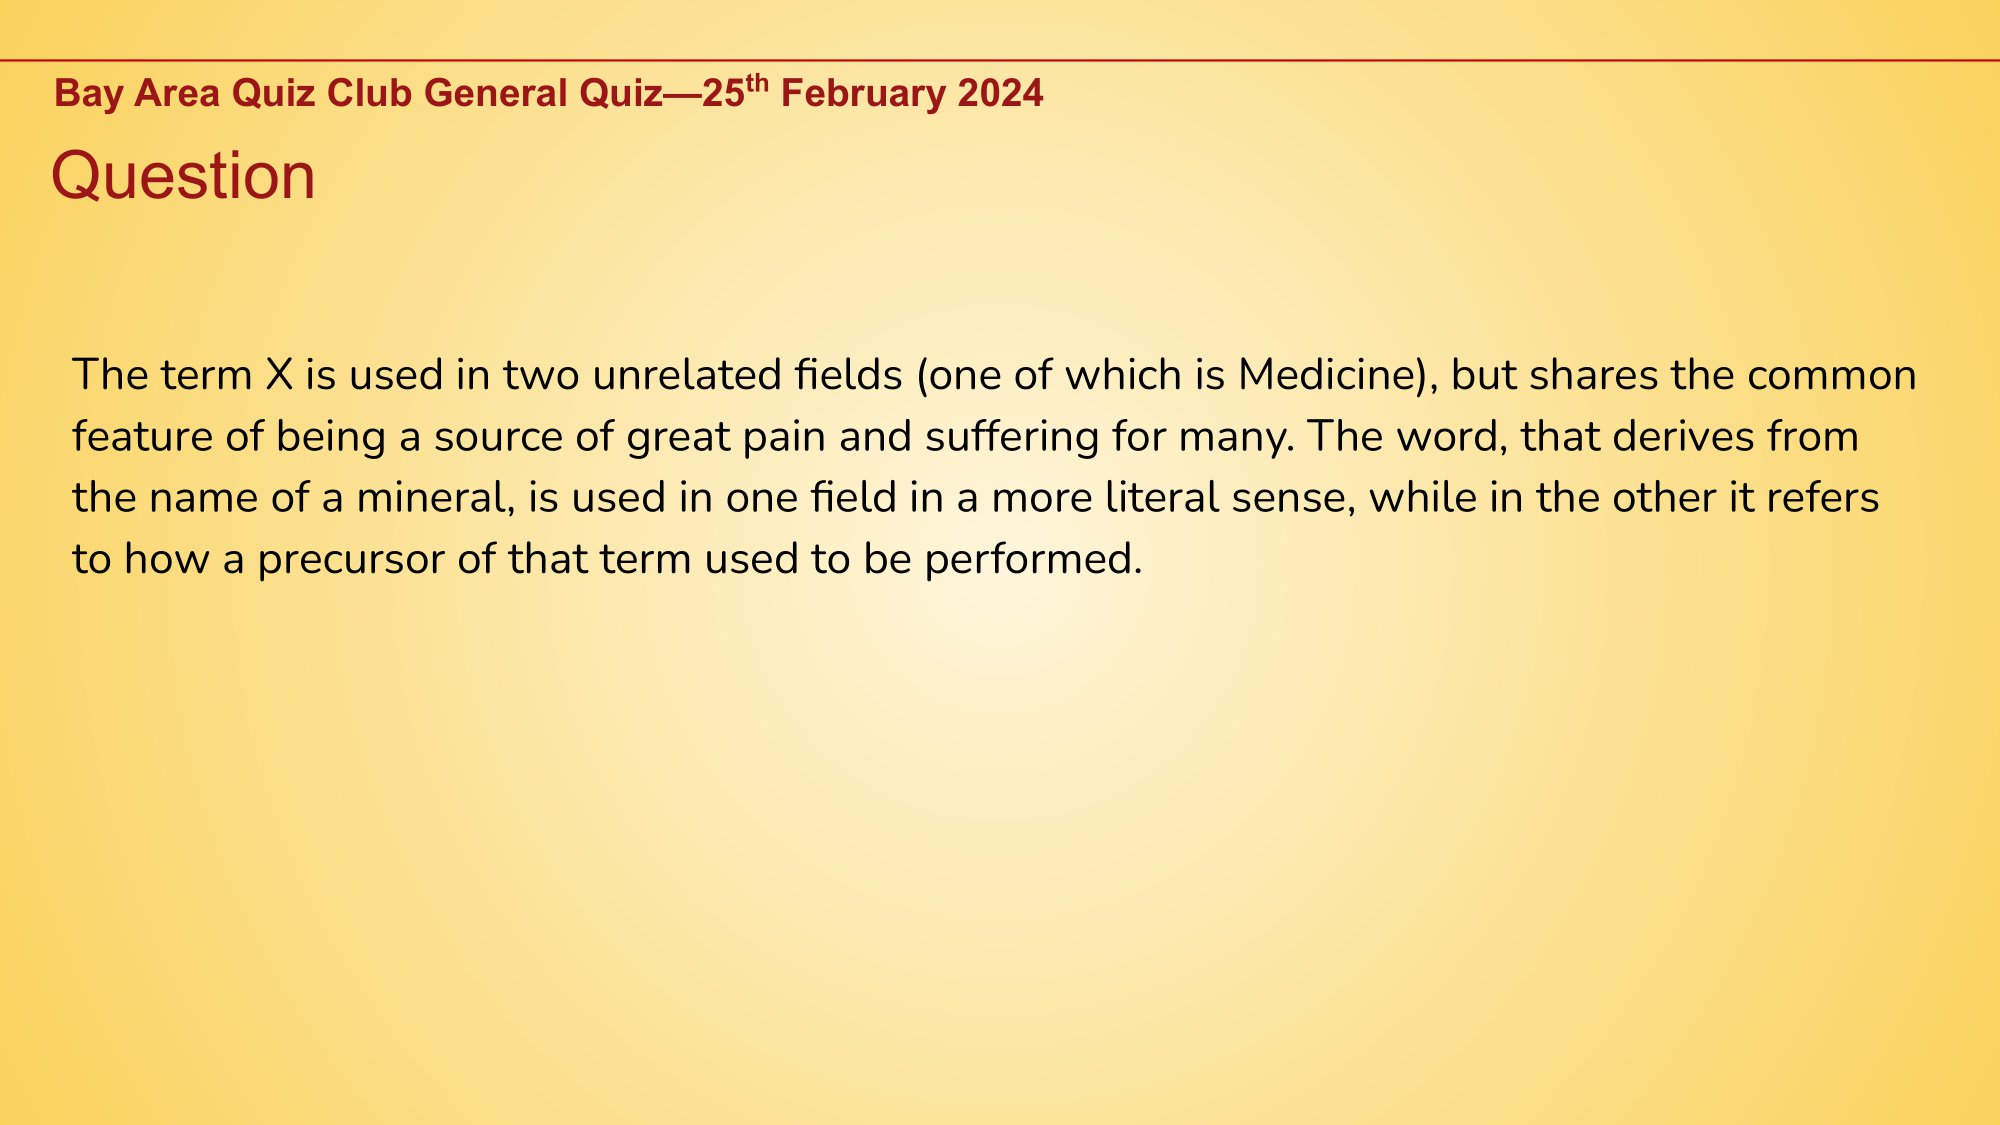 Bay Area Quiz Club General Quiz—25th February 2024
Question
The term X is used in two unrelated fields (one of which is Medicine), but shares the common
feature of being a source of great pain and suffering for many. The word, that derives from
the name of a mineral, is used in one field in a more literal sense, while in the other it refers
to how a precursor of that term used to be performed.